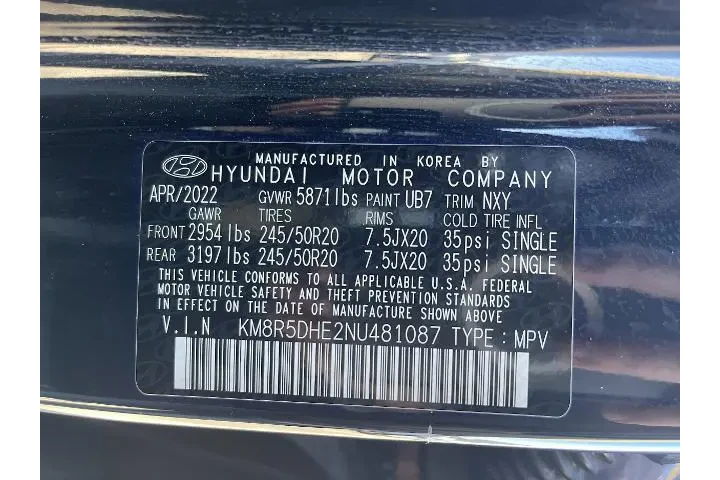 MANUFACTURED IN KOREA BY
HYUNDAI MOTOR COMPANY
APR/2022 GVWR 5871lbs PAINT UB7 TRIM NXY
GAWR TIRES RIMS COLD TIRE INFL
FRONT 2954 lbs 245/50R20 7.5JX20 35psi SINGLE
REAR 3197 lbs 245/50R20 7.5JX20 35psi SINGLE
THIS VEHICLE CONFORMS TO ALL APPLICABLE U.S.A. FEDERAL
MOTOR VEHICLE SAFETY AND THEFT PREVENTION STANDARDS
IN EFFECT ON THE DATE OF MANUFACTURE SHOWN ABOVE
V.I.N KM8R5DHE2NU481087 TYPE : MPV